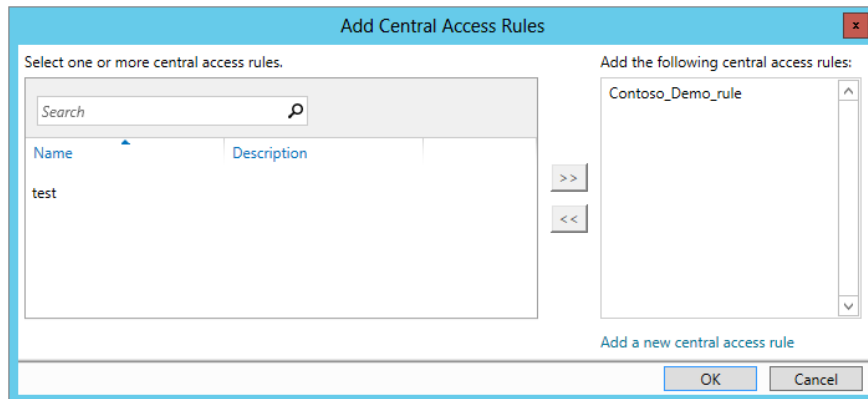 Add Central Access Rules
x
Select one or more central access rules.
Add the following central access rules:
Search
Contoso_Demo_rule
Name Description
test
>>
<<
Add a new central access rule
OK Cancel